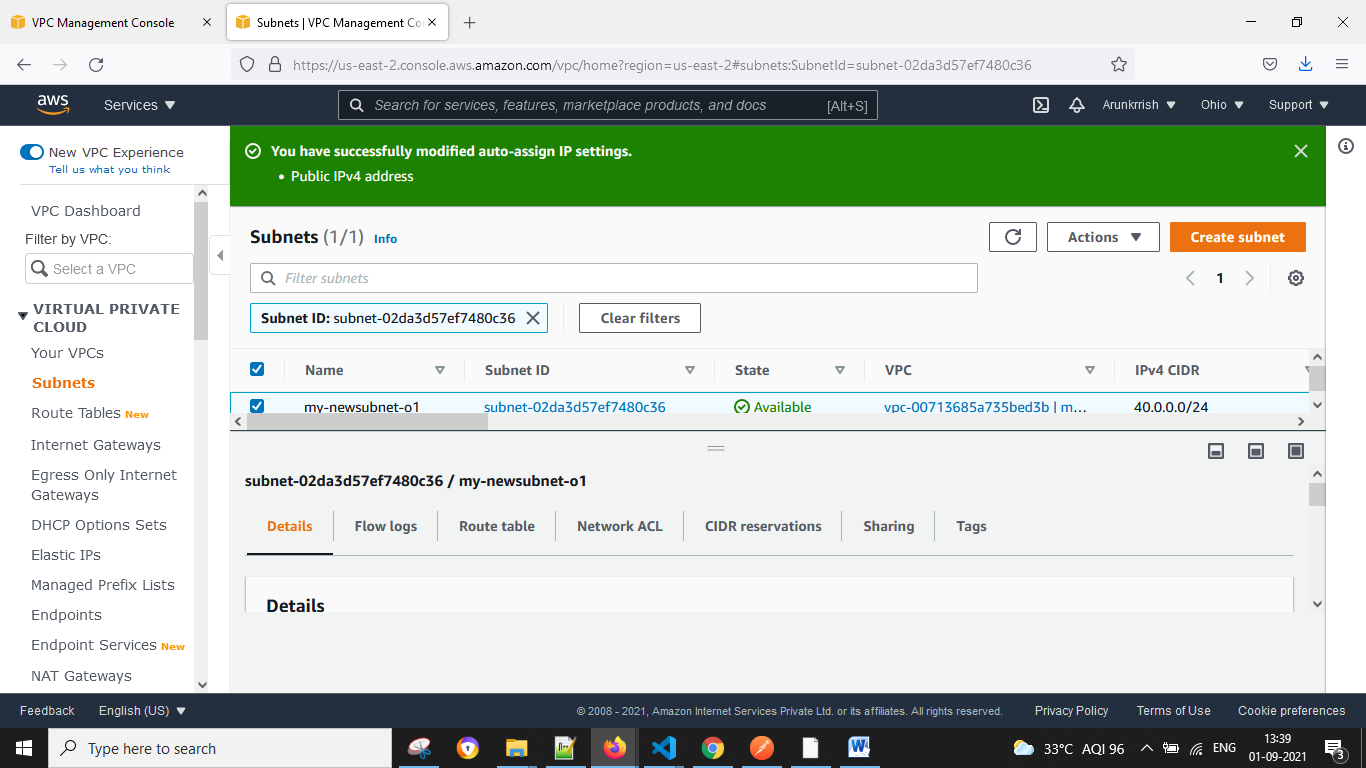 VPC Management Console
Subnets | VPC Management Co
https://us-east-2.console.aws.amazon.com/vpc/home?region=us-east-2#subnets:SubnetId=subnet-02da3d57ef7480c36
aws
Services
Search for services, features, marketplace products, and docs
[Alt+S]
Arunkrrish
Ohio
Support
New VPC Experience
Tell us what you think
VPC Dashboard
Filter by VPC:
Select a VPC
VIRTUAL PRIVATE
CLOUD
Your VPCs
Subnets
Route Tables New
Internet Gateways
Egress Only Internet
Gateways
DHCP Options Sets
Elastic IPs
Managed Prefix Lists
Endpoints
Endpoint Services New
NAT Gateways
You have successfully modified auto-assign IP settings.
• Public IPv4 address
Subnets (1/1) Info
Actions
Create subnet
Filter subnets
1
Subnet ID: subnet-02da3d57ef7480c36
Clear filters
Name Subnet ID State VPC IPv4 CIDR
my-newsubnet-o1 subnet-02da3d57ef7480c36 Available vpc-00713685a735bed3b | m... 40.0.0.0/24
subnet-02da3d57ef7480c36 / my-newsubnet-o1
Details Flow logs Route table Network ACL CIDR reservations Sharing Tags
Details
Feedback English (US)
© 2008 - 2021, Amazon Internet Services Private Ltd. or its affiliates. All rights reserved. Privacy Policy Terms of Use Cookie preferences
Type here to search
33°C AQI 96
ENG
13:39
01-09-2021
3